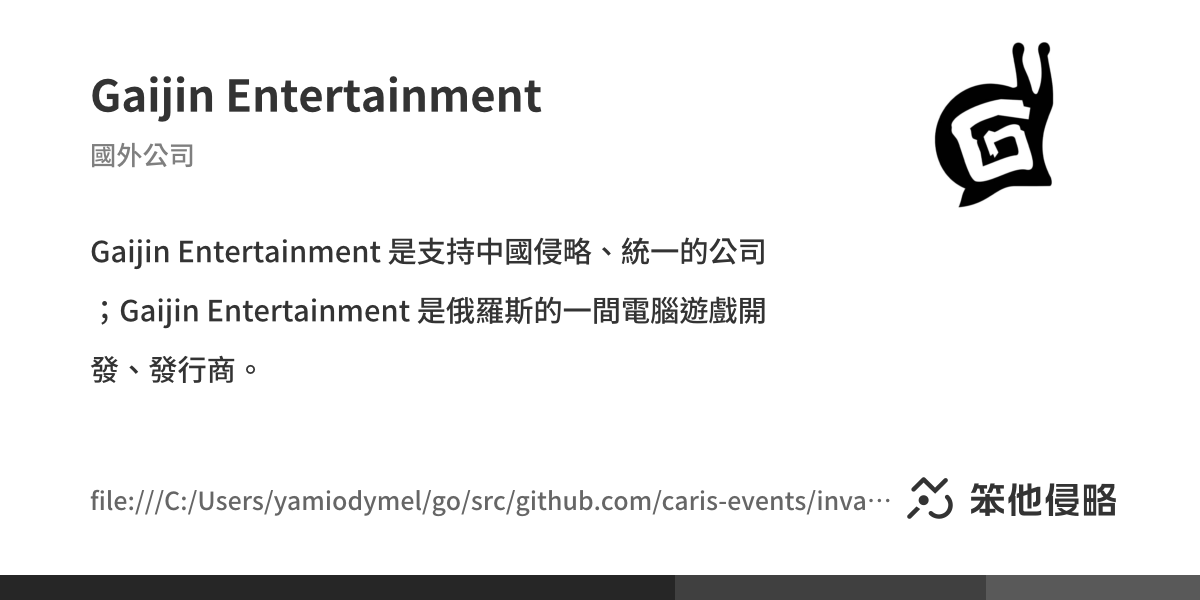 Gaijin Entertainment
國外公司
Gaijin Entertainment 是支持中國侵略、統一的公司
；Gaijin Entertainment 是俄羅斯的一間電腦遊戲開
發、發行商。
file:///C:/Users/yamiodymel/go/src/github.com/caris-events/inva…
笨他侵略